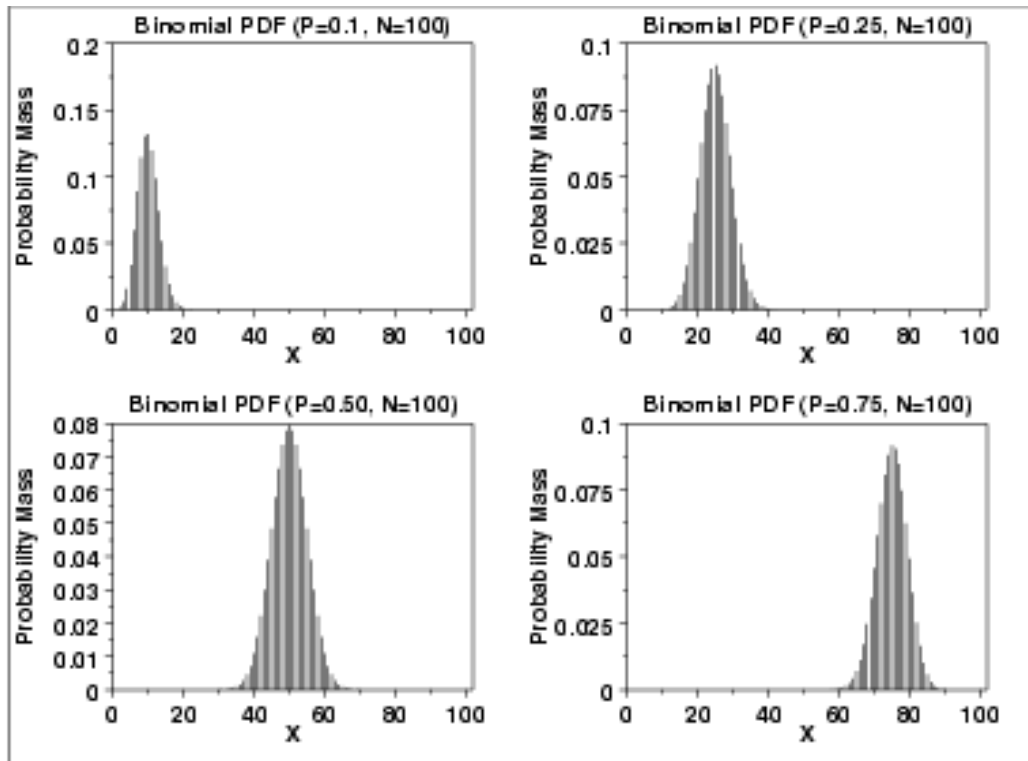 Binomial PDF (P=0.1, N=100)
Probability Mass
0.2
0.15
0.1
0.05
0
0 20 40 60 80 100
X
Binomial PDF (P=0.25, N=100)
Probability Mass
0.1
0.075
0.05
0.025
0
0 20 40 60 80 100
X
Binomial PDF (P=0.50, N=100)
Probability Mass
0.08
0.07
0.06
0.05
0.04
0.03
0.02
0.01
0
0 20 40 60 80 100
X
Binomial PDF (P=0.75, N=100)
Probability Mass
0.1
0.075
0.05
0.025
0
0 20 40 60 80 100
X